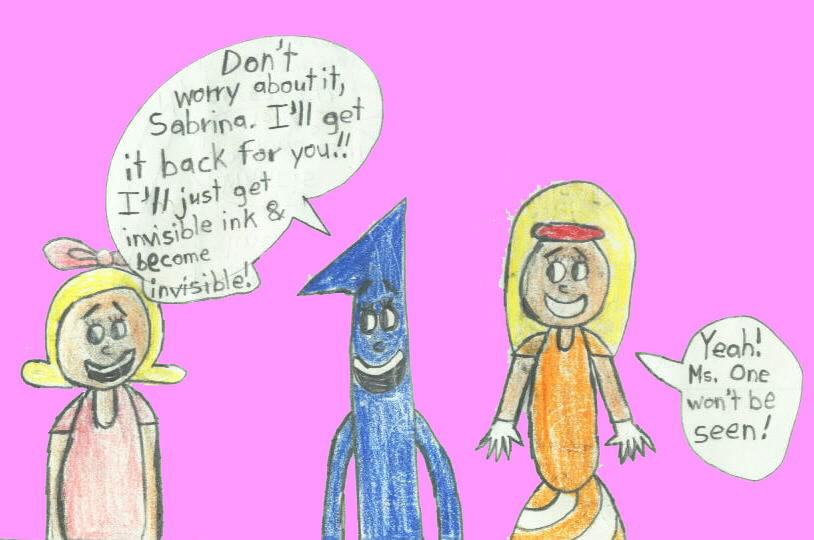 Don't
worry about it,
Sabrina. I'll get
it back for you!!
I'll just get
invisible ink &
become
invisible!
Yeah!
Ms. One
won't be
seen!